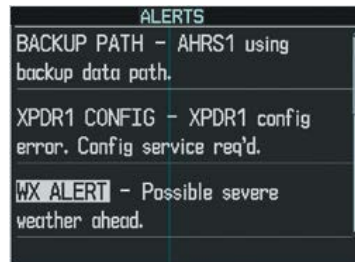 ALERTS
BACKUP PATH – AHRS1 using
backup data path.
XPDR1 CONFIG – XPDR1 config
error. Config service req'd.
WX ALERT – Possible severe
weather ahead.